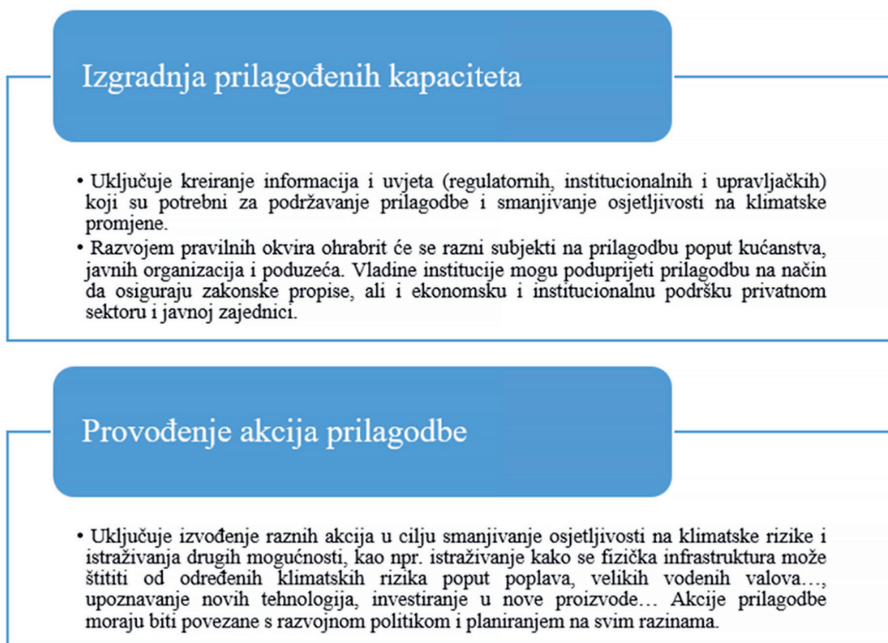 Izgradnja prilagođenih kapaciteta
• Uključuje kreiranje informacija i uvjeta (regulatornih, institucionalnih i upravljačkih)
koji su potrebni za podržavanje prilagodbe i smanjivanje osjetljivosti na klimatske
promjene.
• Razvojem pravilnih okvira ohrabrit će se razni subjekti na prilagodbu poput kućanstva,
javnih organizacija i poduzeća. Vladine institucije mogu poduprijeti prilagodbu na način
da osiguraju zakonske propise, ali i ekonomsku i institucionalnu podršku privatnom
sektoru i javnoj zajednici.
Provođenje akcija prilagodbe
• Uključuje izvođenje raznih akcija u cilju smanjivanje osjetljivosti na klimatske rizike i
istraživanja drugih mogućnosti, kao npr. istraživanje kako se fizička infrastruktura može
štititi od određenih klimatskih rizika poput poplava, velikih vodenih valova…,
upoznavanje novih tehnologija, investiranje u nove proizvode… Akcije prilagodbe
moraju biti povezane s razvojnom politikom i planiranjem na svim razinama.